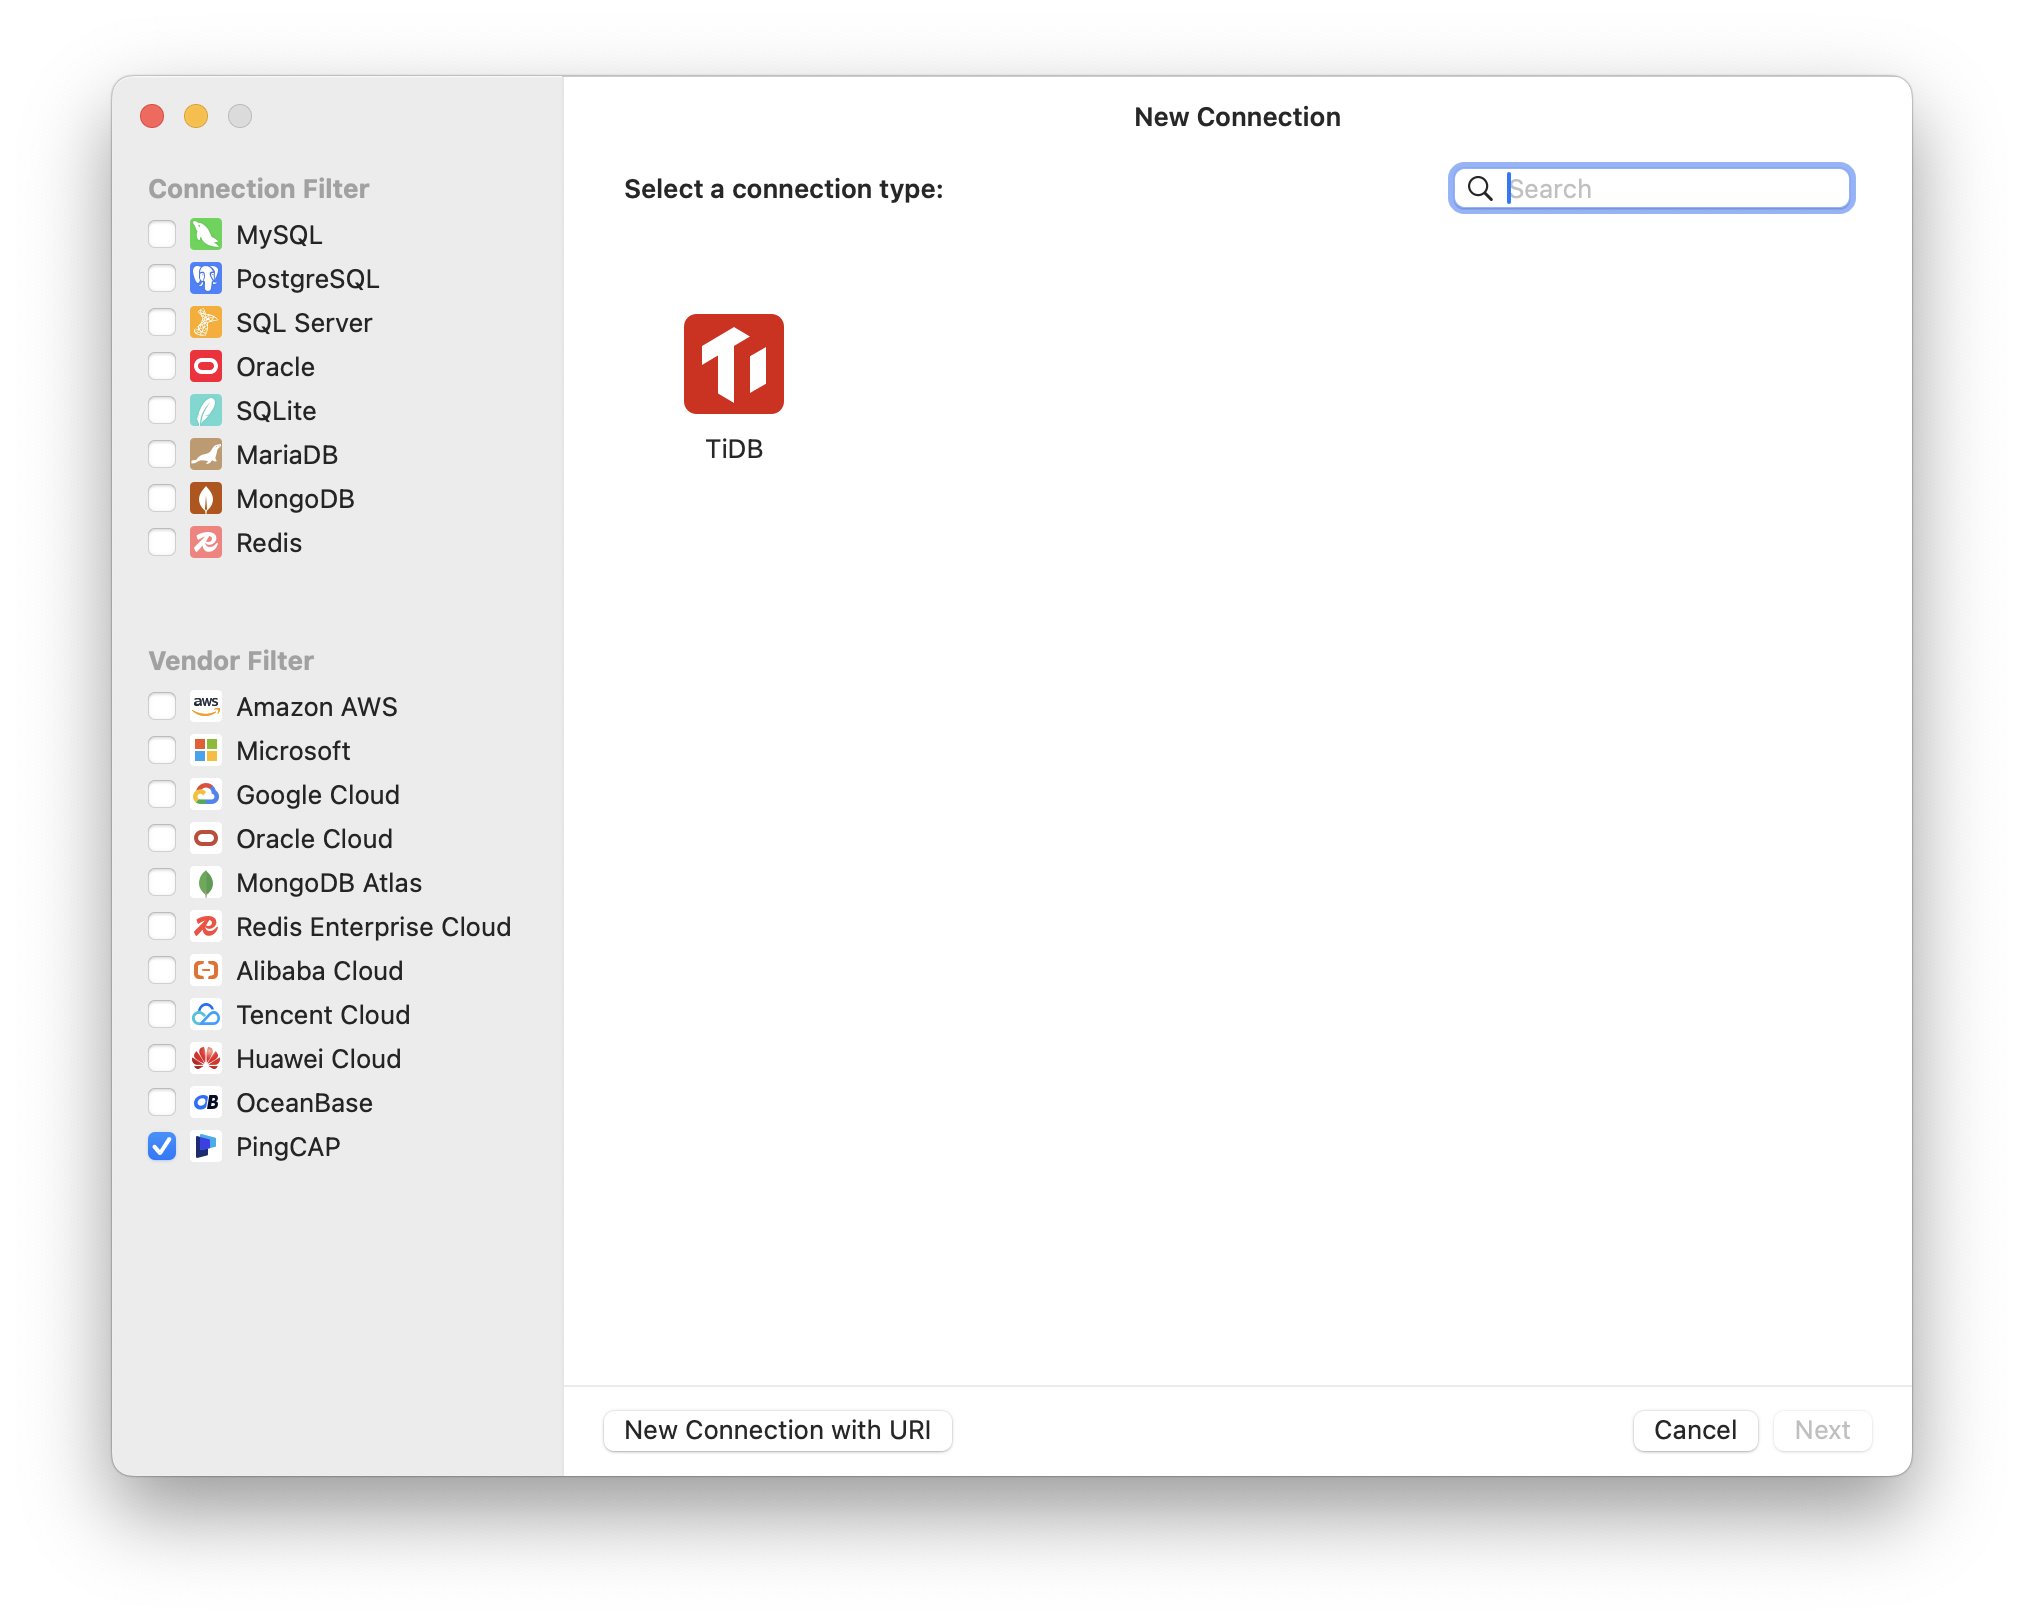 New Connection
Connection Filter
MySQL
PostgreSQL
SQL Server
Oracle
SQLite
MariaDB
MongoDB
Redis
Vendor Filter
aws Amazon AWS
Microsoft
Google Cloud
Oracle Cloud
MongoDB Atlas
Redis Enterprise Cloud
Alibaba Cloud
Tencent Cloud
Huawei Cloud
OB OceanBase
PingCAP
Select a connection type:
Search
Ti
TiDB
New Connection with URI
Cancel
Next